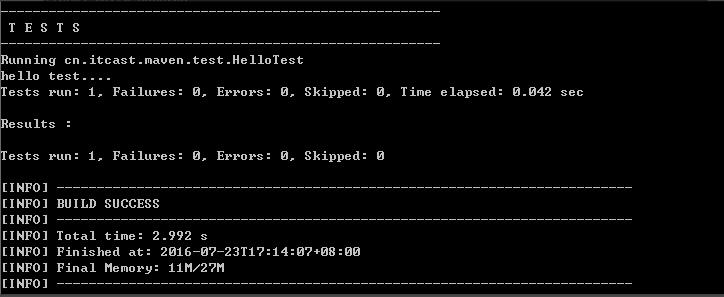 -------------------------------------------------------
 T E S T S
-------------------------------------------------------
Running cn.itcast.maven.test.HelloTest
hello test....
Tests run: 1, Failures: 0, Errors: 0, Skipped: 0, Time elapsed: 0.042 sec
Results :
Tests run: 1, Failures: 0, Errors: 0, Skipped: 0
[INFO] ------------------------------------------------------------------------
[INFO] BUILD SUCCESS
[INFO] ------------------------------------------------------------------------
[INFO] Total time: 2.992 s
[INFO] Finished at: 2016-07-23T17:14:07+08:00
[INFO] Final Memory: 11M/27M
[INFO] ------------------------------------------------------------------------